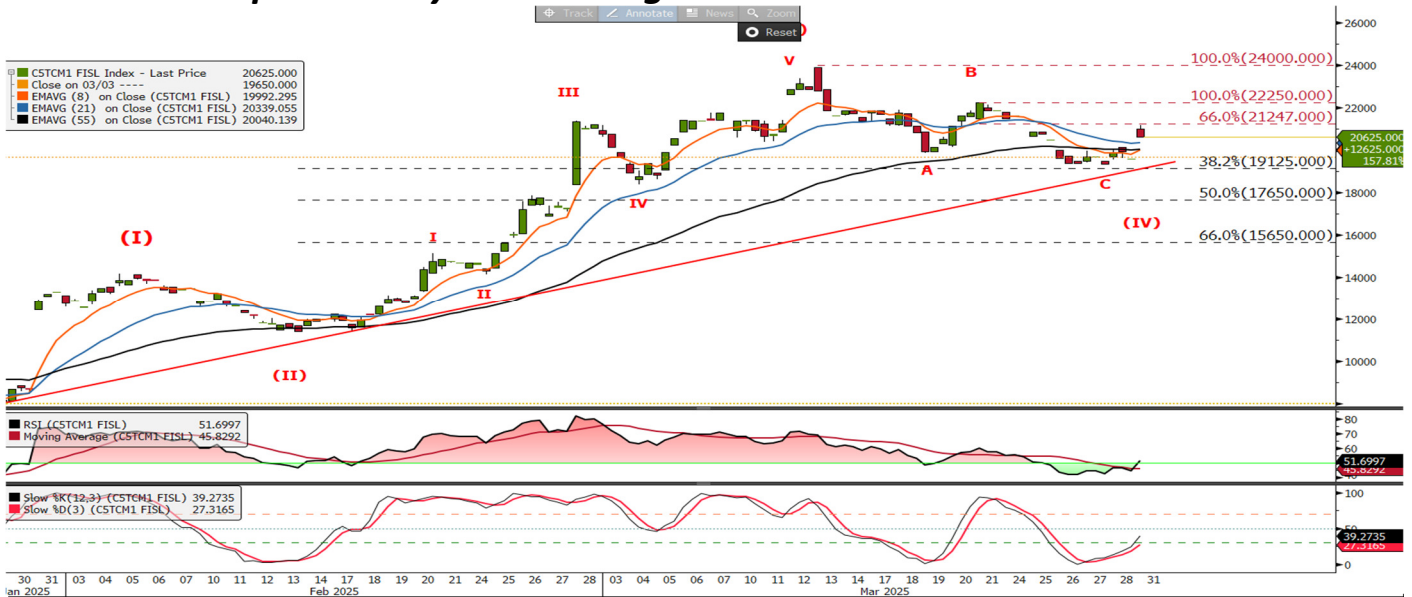 Track Annotate News Zoom
Reset
C5TCM1 FISL Index - Last Price 20625.000
Close on 03/03 ---- 19650.000
EMAVG (8) on Close (C5TCM1 FISL) 19992.295
EMAVG (21) on Close (C5TCM1 FISL) 20339.055
EMAVG (55) on Close (C5TCM1 FISL) 20040.139
(I)
(II)
I
II
III
IV
V
A
B
C
(IV)
100.0%(24000.000)
100.0%(22250.000)
66.0%(21247.000)
38.2%(19125.000)
50.0%(17650.000)
66.0%(15650.000)
26000
24000
22000
20625.000
+12625.000
157.81%
18000
16000
14000
12000
10000
RSI (C5TCM1 FISL) 51.6997
Moving Average (C5TCM1 FISL) 45.8292
80
70
60
51.6997
45.8292
Slow %K(12,3) (C5TCM1 FISL) 39.2735
Slow %D(3) (C5TCM1 FISL) 27.3165
100
50
39.2735
27.3165
0
30 31 03 04 05 06 07 10 11 12 13 14 17 18 19 20 21 24 25 26 27 28 03 04 05 06 07 10 11 12 13 14 17 18 19 20 21 24 25 26 27 28 31
Jan 2025 Feb 2025 Mar 2025